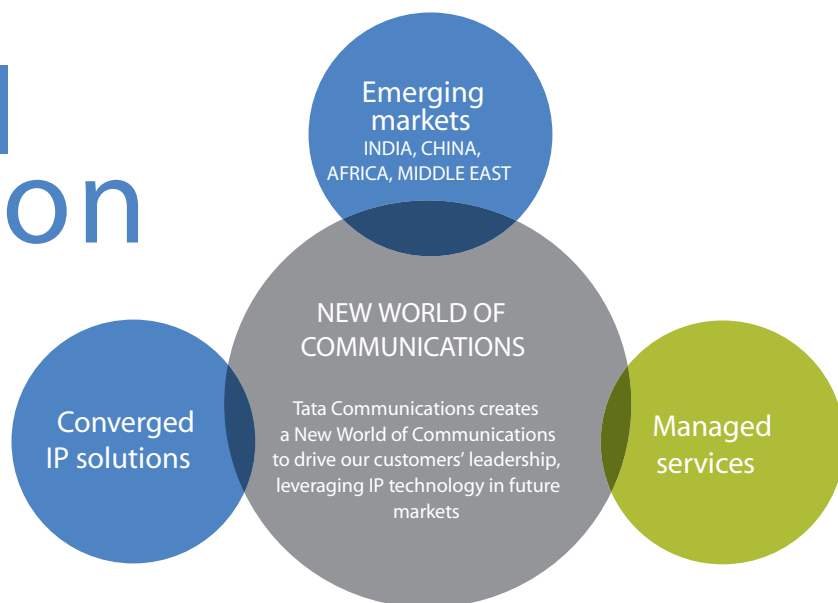 on
Emerging
markets
INDIA, CHINA,
AFRICA, MIDDLE EAST
NEW WORLD OF
COMMUNICATIONS
Tata Communications creates
a New World of Communications
to drive our customers’ leadership,
leveraging IP technology in future
markets
Converged
IP solutions
Managed
services